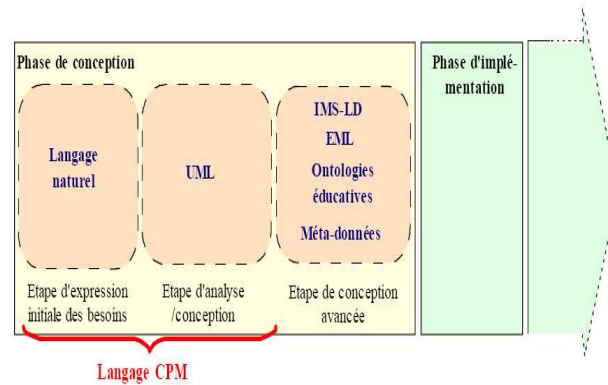 Phase de conception
Phase d'implé-
mentation
Langage
naturel
UML
IMS-LD
EML
Ontologies
éducatives
Méta-données
Etape d'expression
initiale des besoins
Etape d'analyse
/conception
Etape de conception
avancée
Langage CPM